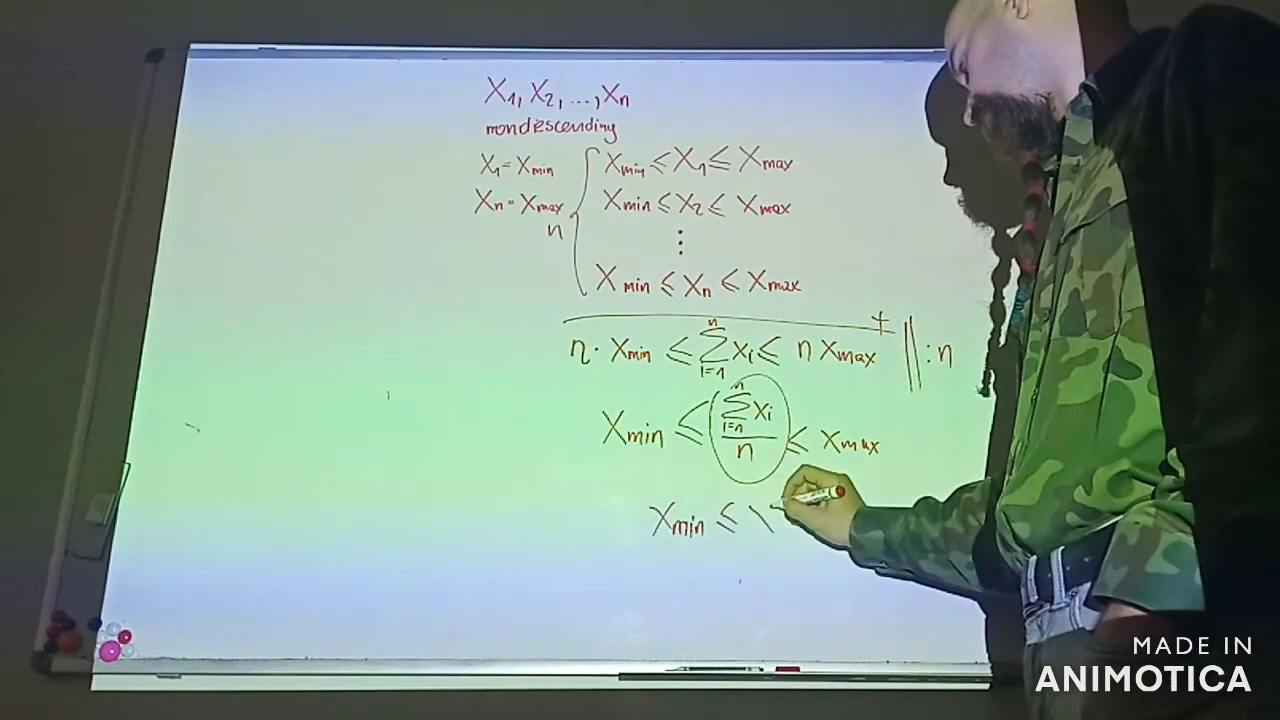 X₁, X₂, ..., Xₙ
nondescending
X₁ = Xmin
Xₙ = Xmax
n
Xmin ≤ X₁ ≤ Xmax
Xmin ≤ X₂ ≤ Xmax
⋮
Xmin ≤ Xₙ ≤ Xmax
+
n · Xmin ≤ n ∑ i=1 xi ≤ n Xmax || : n
Xmin ≤ n ∑ i=n xi / n ≤ Xmax
Xmin ≤
MADE IN
ANIMOTICA